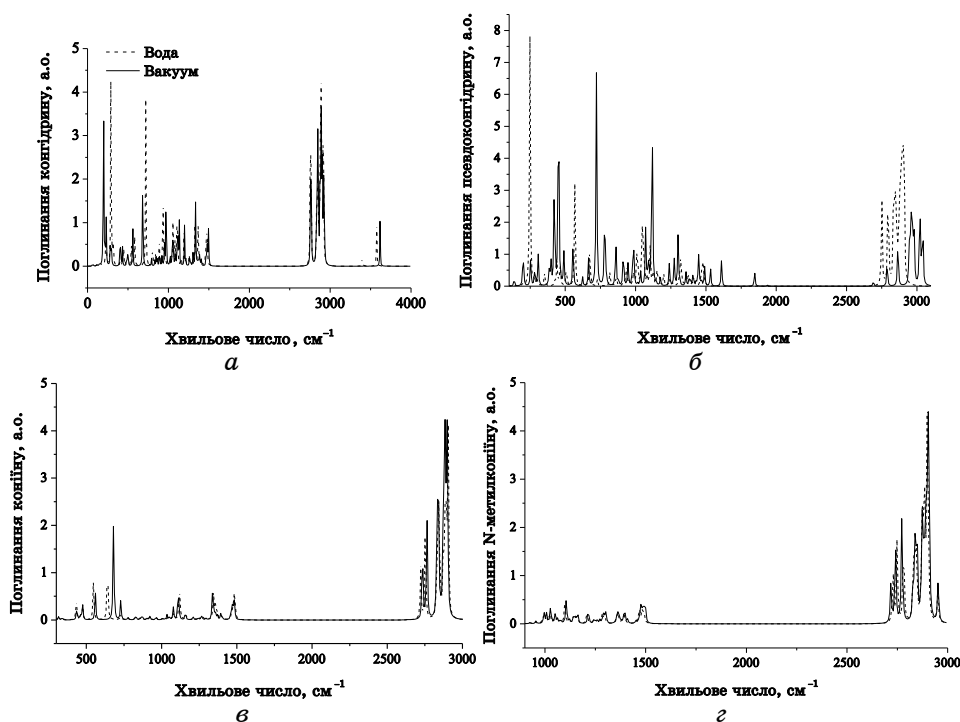 Поглинання конгідрину, а.о.
5
4
3
2
1
0
Вода
Вакуум
0 1000 2000 3000 4000
Хвильове число, см⁻¹
а
Поглинання псевдоконгідрину, а.о.
8
7
6
5
4
3
2
1
0
500 1000 1500 2000 2500 3000
Хвильове число, см⁻¹
б
Поглинання коніїну, а.о.
5
4
3
2
1
0
500 1000 1500 2000 2500 3000
Хвильове число, см⁻¹
в
Поглинання N-метилконіїну, а.о.
5
4
3
2
1
0
1000 1500 2000 2500 3000
Хвильове число, см⁻¹
г